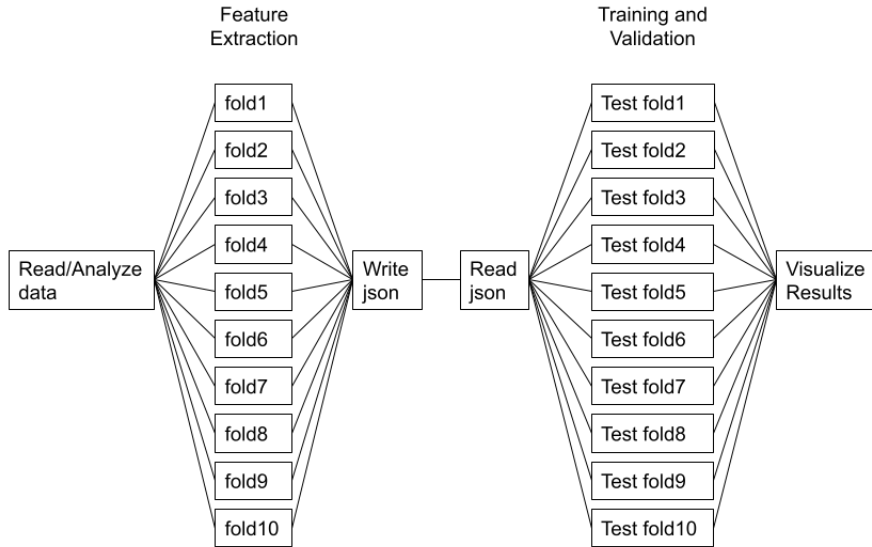 Feature
Extraction
Training and
Validation
fold1
fold2
fold3
fold4
fold5
fold6
fold7
fold8
fold9
fold10
Read/Analyze
data
Write
json
Read
json
Test fold1
Test fold2
Test fold3
Test fold4
Test fold5
Test fold6
Test fold7
Test fold8
Test fold9
Test fold10
Visualize
Results